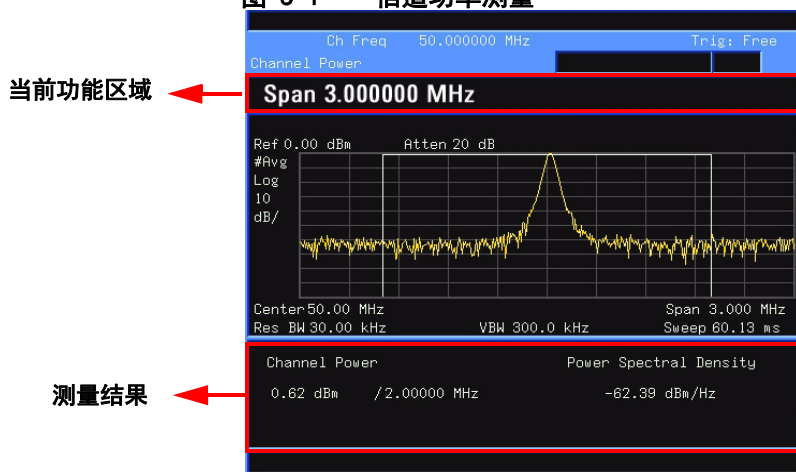 Ch Freq 50.000000 MHz Trig: Free
Channel Power
当前功能区域
Span 3.000000 MHz
Ref 0.00 dBm Atten 20 dB
#Avg
Log
10
dB/
Center 50.00 MHz Span 3.000 MHz
Res BW 30.00 kHz VBW 300.0 kHz Sweep 60.13 ms
Channel Power Power Spectral Density
测量结果
0.62 dBm /2.00000 MHz -62.39 dBm/Hz